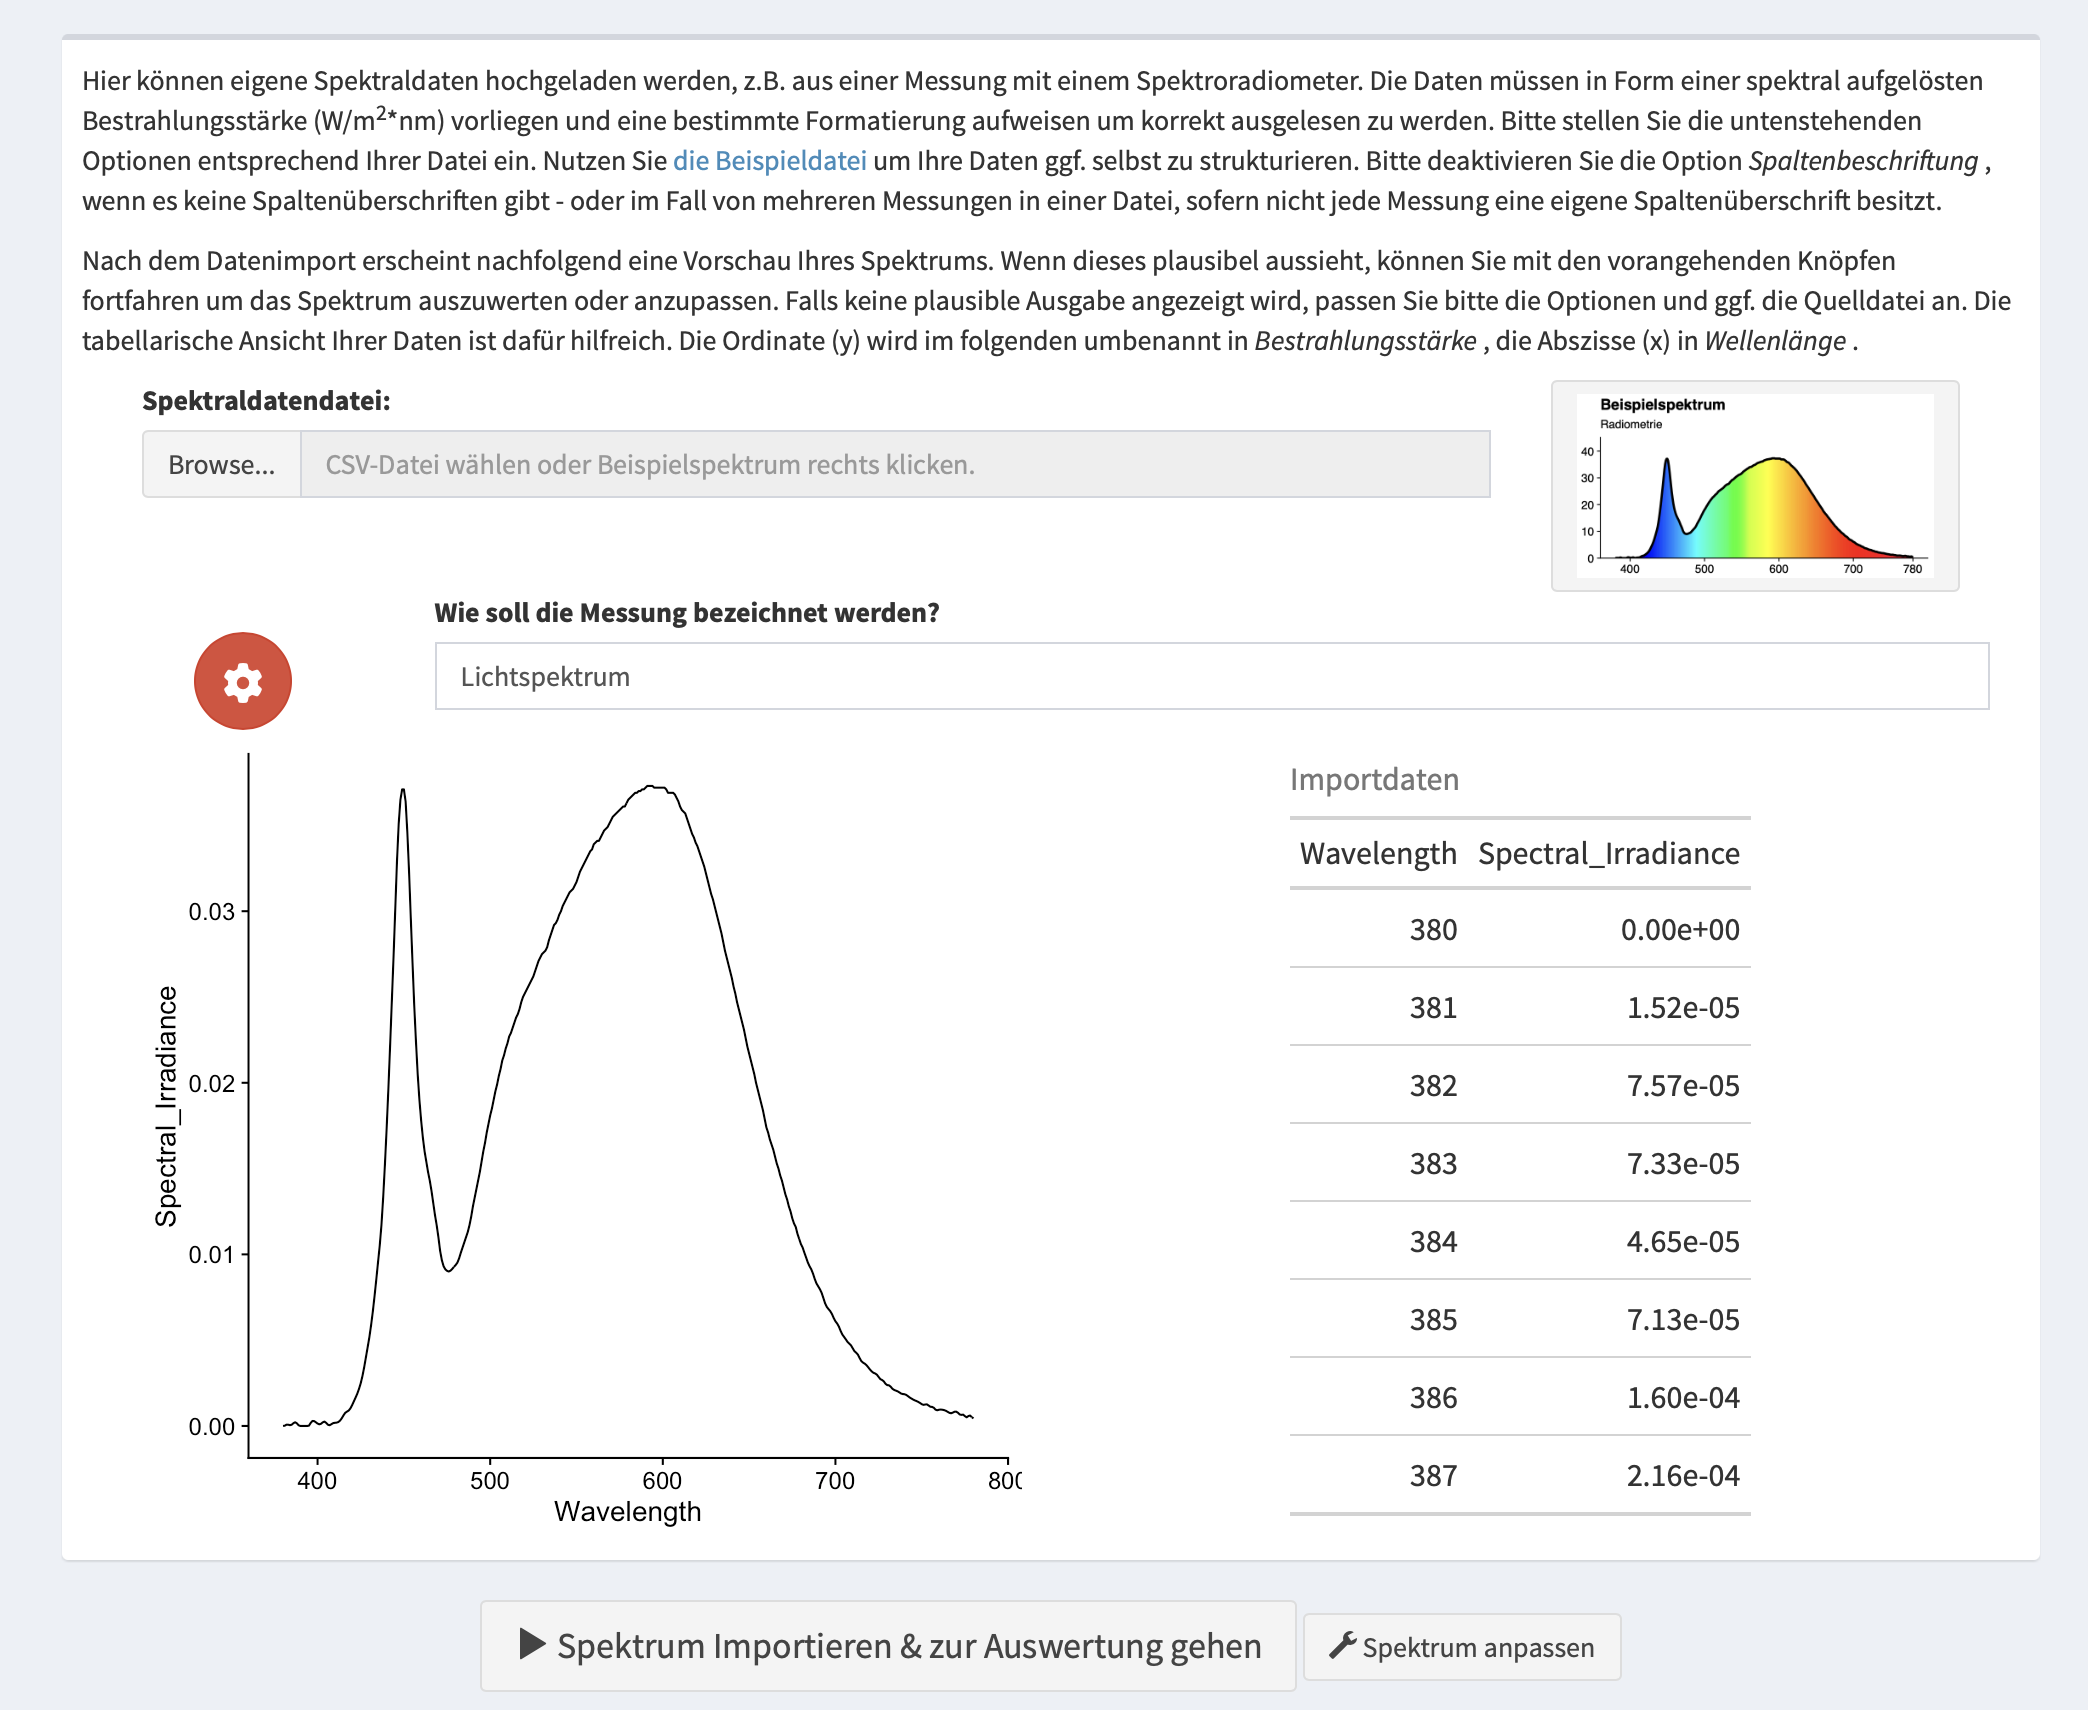 Hier können eigene Spektraldaten hochgeladen werden, z.B. aus einer Messung mit einem Spektroradiometer. Die Daten müssen in Form einer spektral aufgelösten
Bestrahlungsstärke (W/m²*nm) vorliegen und eine bestimmte Formatierung aufweisen um korrekt ausgelesen zu werden. Bitte stellen Sie die untenstehenden
Optionen entsprechend Ihrer Datei ein. Nutzen Sie die Beispieldatei um Ihre Daten ggf. selbst zu strukturieren. Bitte deaktivieren Sie die Option Spaltenbeschriftung ,
wenn es keine Spaltenüberschriften gibt - oder im Fall von mehreren Messungen in einer Datei, sofern nicht jede Messung eine eigene Spaltenüberschrift besitzt.
Nach dem Datenimport erscheint nachfolgend eine Vorschau Ihres Spektrums. Wenn dieses plausibel aussieht, können Sie mit den vorangehenden Knöpfen
fortfahren um das Spektrum auszuwerten oder anzupassen. Falls keine plausible Ausgabe angezeigt wird, passen Sie bitte die Optionen und ggf. die Quelldatei an. Die
tabellarische Ansicht Ihrer Daten ist dafür hilfreich. Die Ordinate (y) wird im folgenden umbenannt in Bestrahlungsstärke , die Abszisse (x) in Wellenlänge .
Spektraldatendatei:
Browse... CSV-Datei wählen oder Beispielspektrum rechts klicken.
Beispielspektrum
Radiometrie
40
30
20
10
0
400 500 600 700 780
Wie soll die Messung bezeichnet werden?
Lichtspektrum
Spectral_Irradiance
0.03
0.02
0.01
0.00
400 500 600 700 800
Wavelength
Importdaten
Wavelength Spectral_Irradiance
380 0.00e+00
381 1.52e-05
382 7.57e-05
383 7.33e-05
384 4.65e-05
385 7.13e-05
386 1.60e-04
387 2.16e-04
Spektrum Importieren & zur Auswertung gehen
Spektrum anpassen